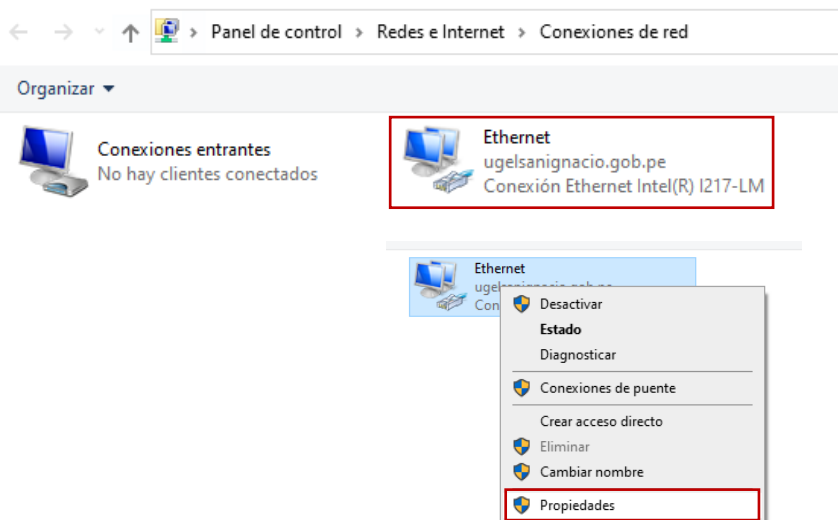 Panel de control > Redes e Internet > Conexiones de red
Organizar
Conexiones entrantes
No hay clientes conectados
Ethernet
ugelsanignacio.gob.pe
Conexión Ethernet Intel(R) I217-LM
Ethernet
Con
Desactivar
Estado
Diagnosticar
Conexiones de puente
Crear acceso directo
Eliminar
Cambiar nombre
Propiedades